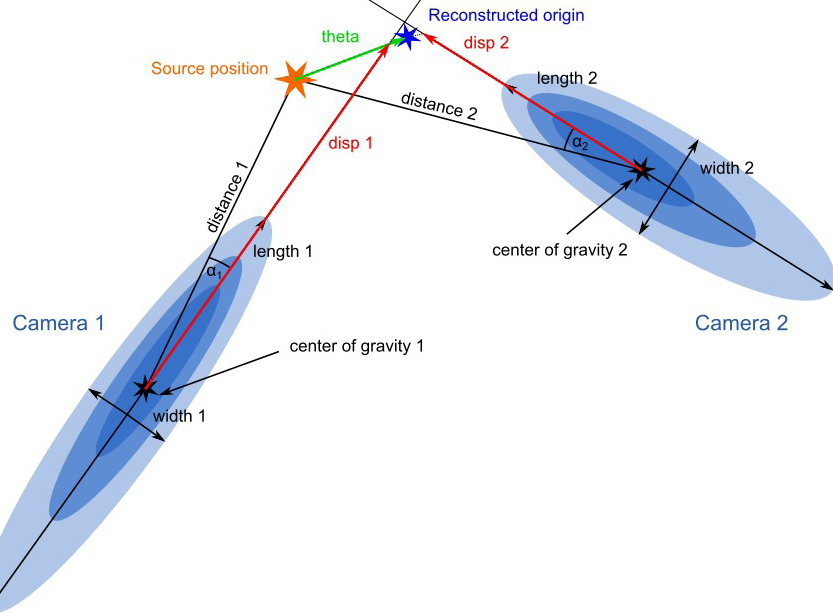 Reconstructed origin
theta
disp 2
Source position
length 2
distance 2
disp 1
α2
width 2
distance 1
center of gravity 2
length 1
α1
Camera 1
Camera 2
center of gravity 1
width 1